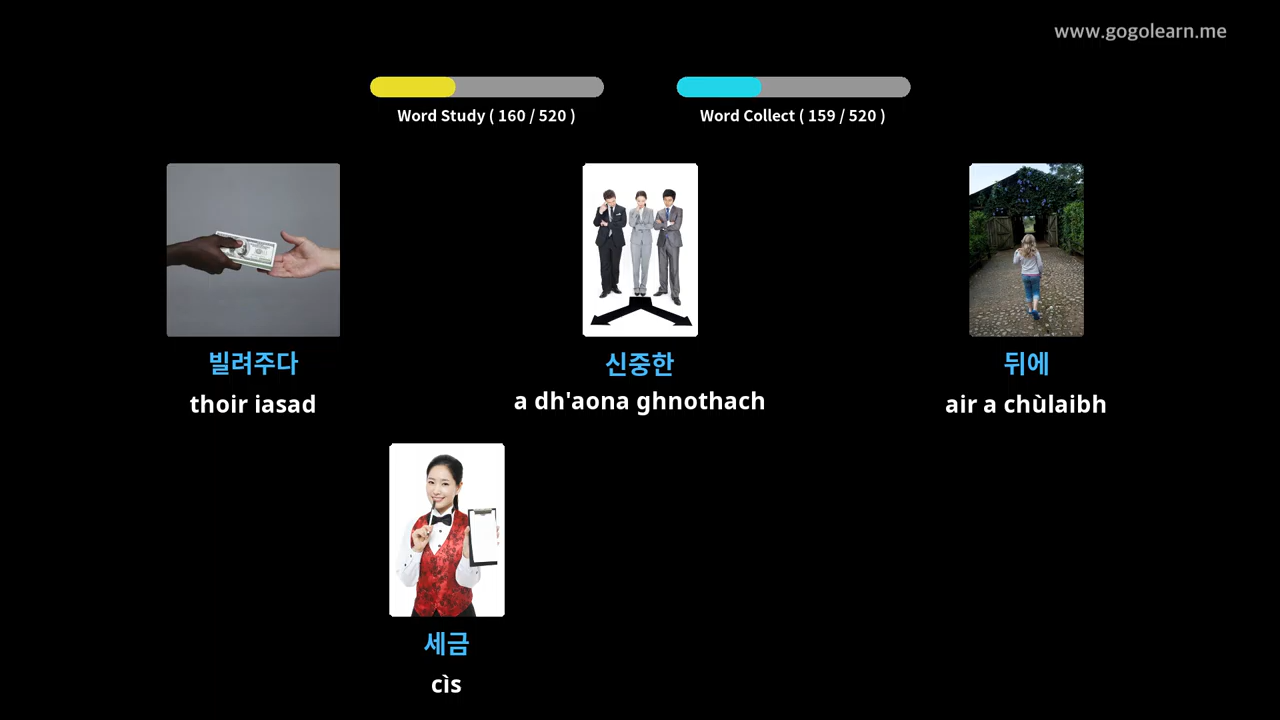 www.gogolearn.me
Word Study ( 160 / 520 )
Word Collect ( 159 / 520 )
빌려주다
thoir iasad
신중한
a dh'aona ghnothach
뒤에
air a chùlaibh
세금
cìs